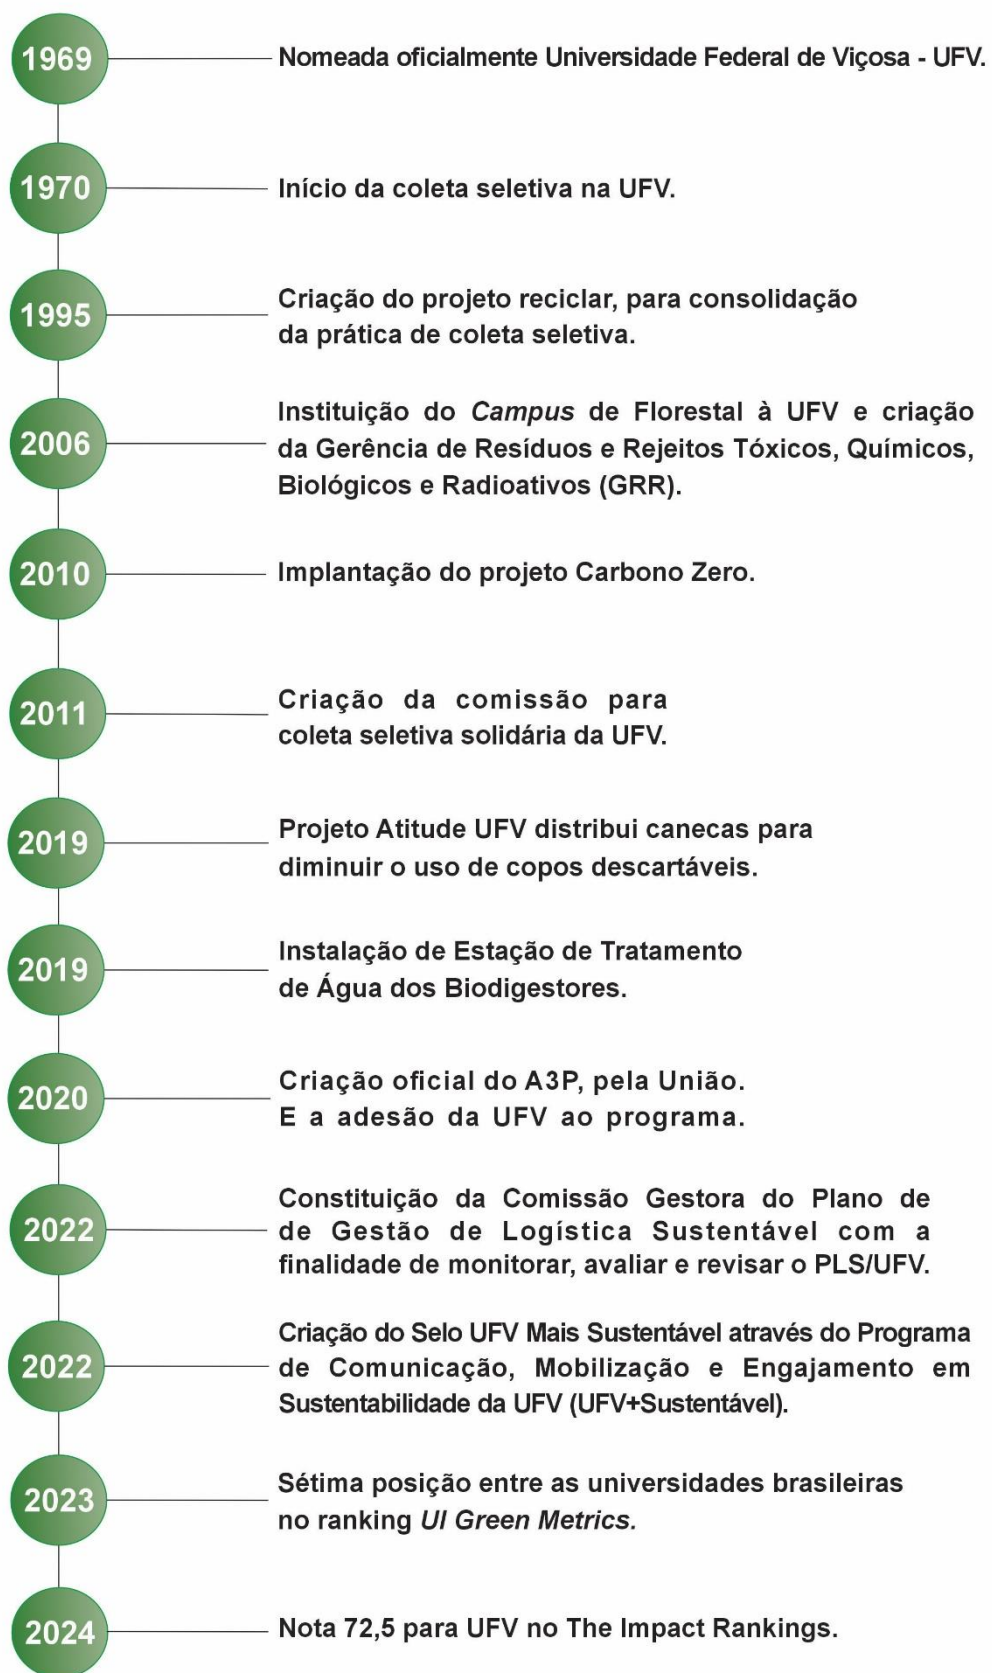 1969
Nomeada oficialmente Universidade Federal de Viçosa - UFV.
1970
Início da coleta seletiva na UFV.
1995
Criação do projeto reciclar, para consolidação
da prática de coleta seletiva.
2006
Instituição do Campus de Florestal à UFV e criação
da Gerência de Resíduos e Rejeitos Tóxicos, Químicos,
Biológicos e Radioativos (GRR).
2010
Implantação do projeto Carbono Zero.
2011
Criação da comissão para
coleta seletiva solidária da UFV.
2019
Projeto Atitude UFV distribui canecas para
diminuir o uso de copos descartáveis.
2019
Instalação de Estação de Tratamento
de Água dos Biodigestores.
2020
Criação oficial do A3P, pela União.
E a adesão da UFV ao programa.
2022
Constituição da Comissão Gestora do Plano de
de Gestão de Logística Sustentável com a
finalidade de monitorar, avaliar e revisar o PLS/UFV.
2022
Criação do Selo UFV Mais Sustentável através do Programa
de Comunicação, Mobilização e Engajamento em
Sustentabilidade da UFV (UFV+Sustentável).
2023
Sétima posição entre as universidades brasileiras
no ranking UI Green Metrics.
2024
Nota 72,5 para UFV no The Impact Rankings.